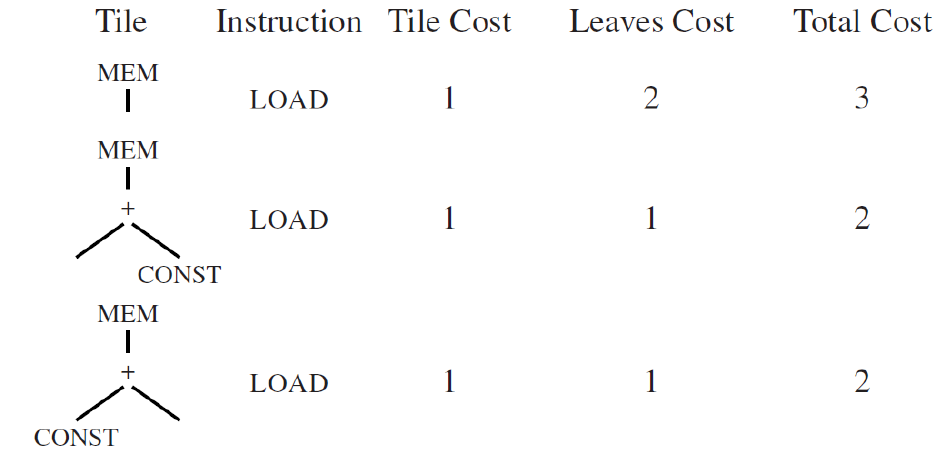 Tile Instruction Tile Cost Leaves Cost Total Cost
MEM
LOAD 1 2 3
MEM
+
LOAD 1 1 2
CONST
MEM
+
LOAD 1 1 2
CONST